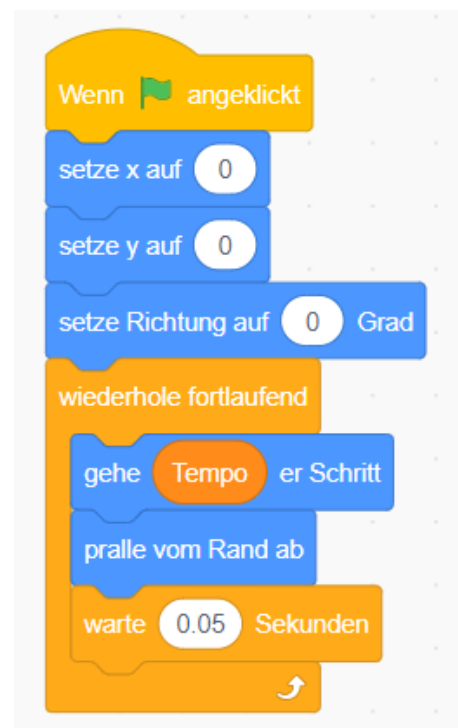 Wenn angeklickt
setze x auf 0
setze y auf 0
setze Richtung auf 0 Grad
wiederhole fortlaufend
gehe Tempo er Schritt
pralle vom Rand ab
warte 0.05 Sekunden